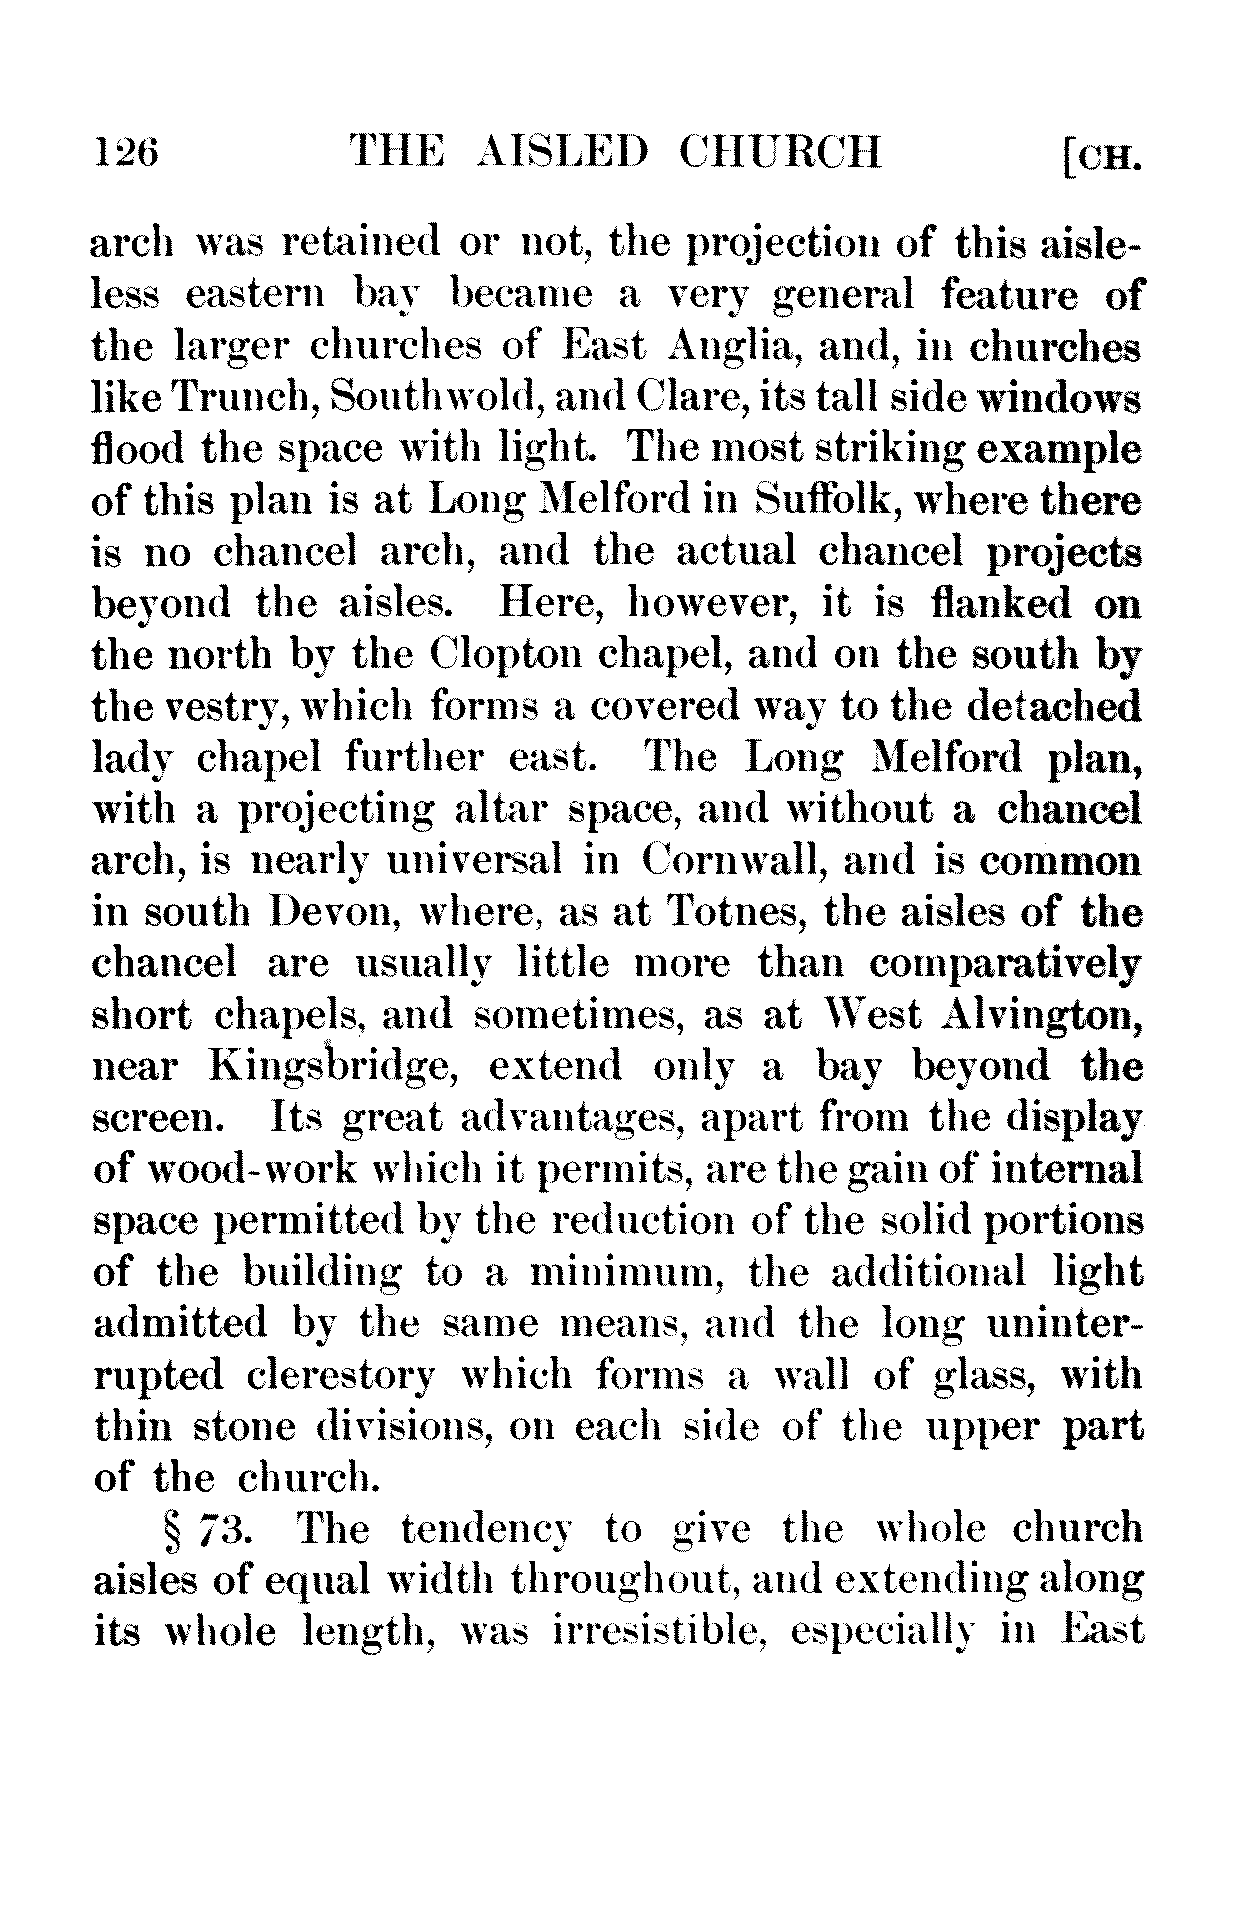 126 THE AISLED CHURCH [CH.
arch was retained or not, the projection of this aisle-
less eastern bay became a very general feature of
the larger churches of East Anglia, and, in churches
like Trunch, Southwold, and Clare, its tall side windows
flood the space with light. The most striking example
of this plan is at Long Melford in Suffolk, where there
is no chancel arch, and the actual chancel projects
beyond the aisles. Here, however, it is flanked on
the north by the Clopton chapel, and on the south by
the vestry, which forms a covered way to the detached
lady chapel further east. The Long Melford plan,
with a projecting altar space, and without a chancel
arch, is nearly universal in Cornwall, and is common
in south Devon, where, as at Totnes, the aisles of the
chancel are usually little more than comparatively
short chapels, and sometimes, as at West Alvington,
near Kingsbridge, extend only a bay beyond the
screen. Its great advantages, apart from the display
of wood-work which it permits, are the gain of internal
space permitted by the reduction of the solid portions
of the building to a minimum, the additional light
admitted by the same means, and the long uninter-
rupted clerestory which forms a wall of glass, with
thin stone divisions, on each side of the upper part
of the church.
§ 73. The tendency to give the whole church
aisles of equal width throughout, and extending along
its whole length, was irresistible, especially in East